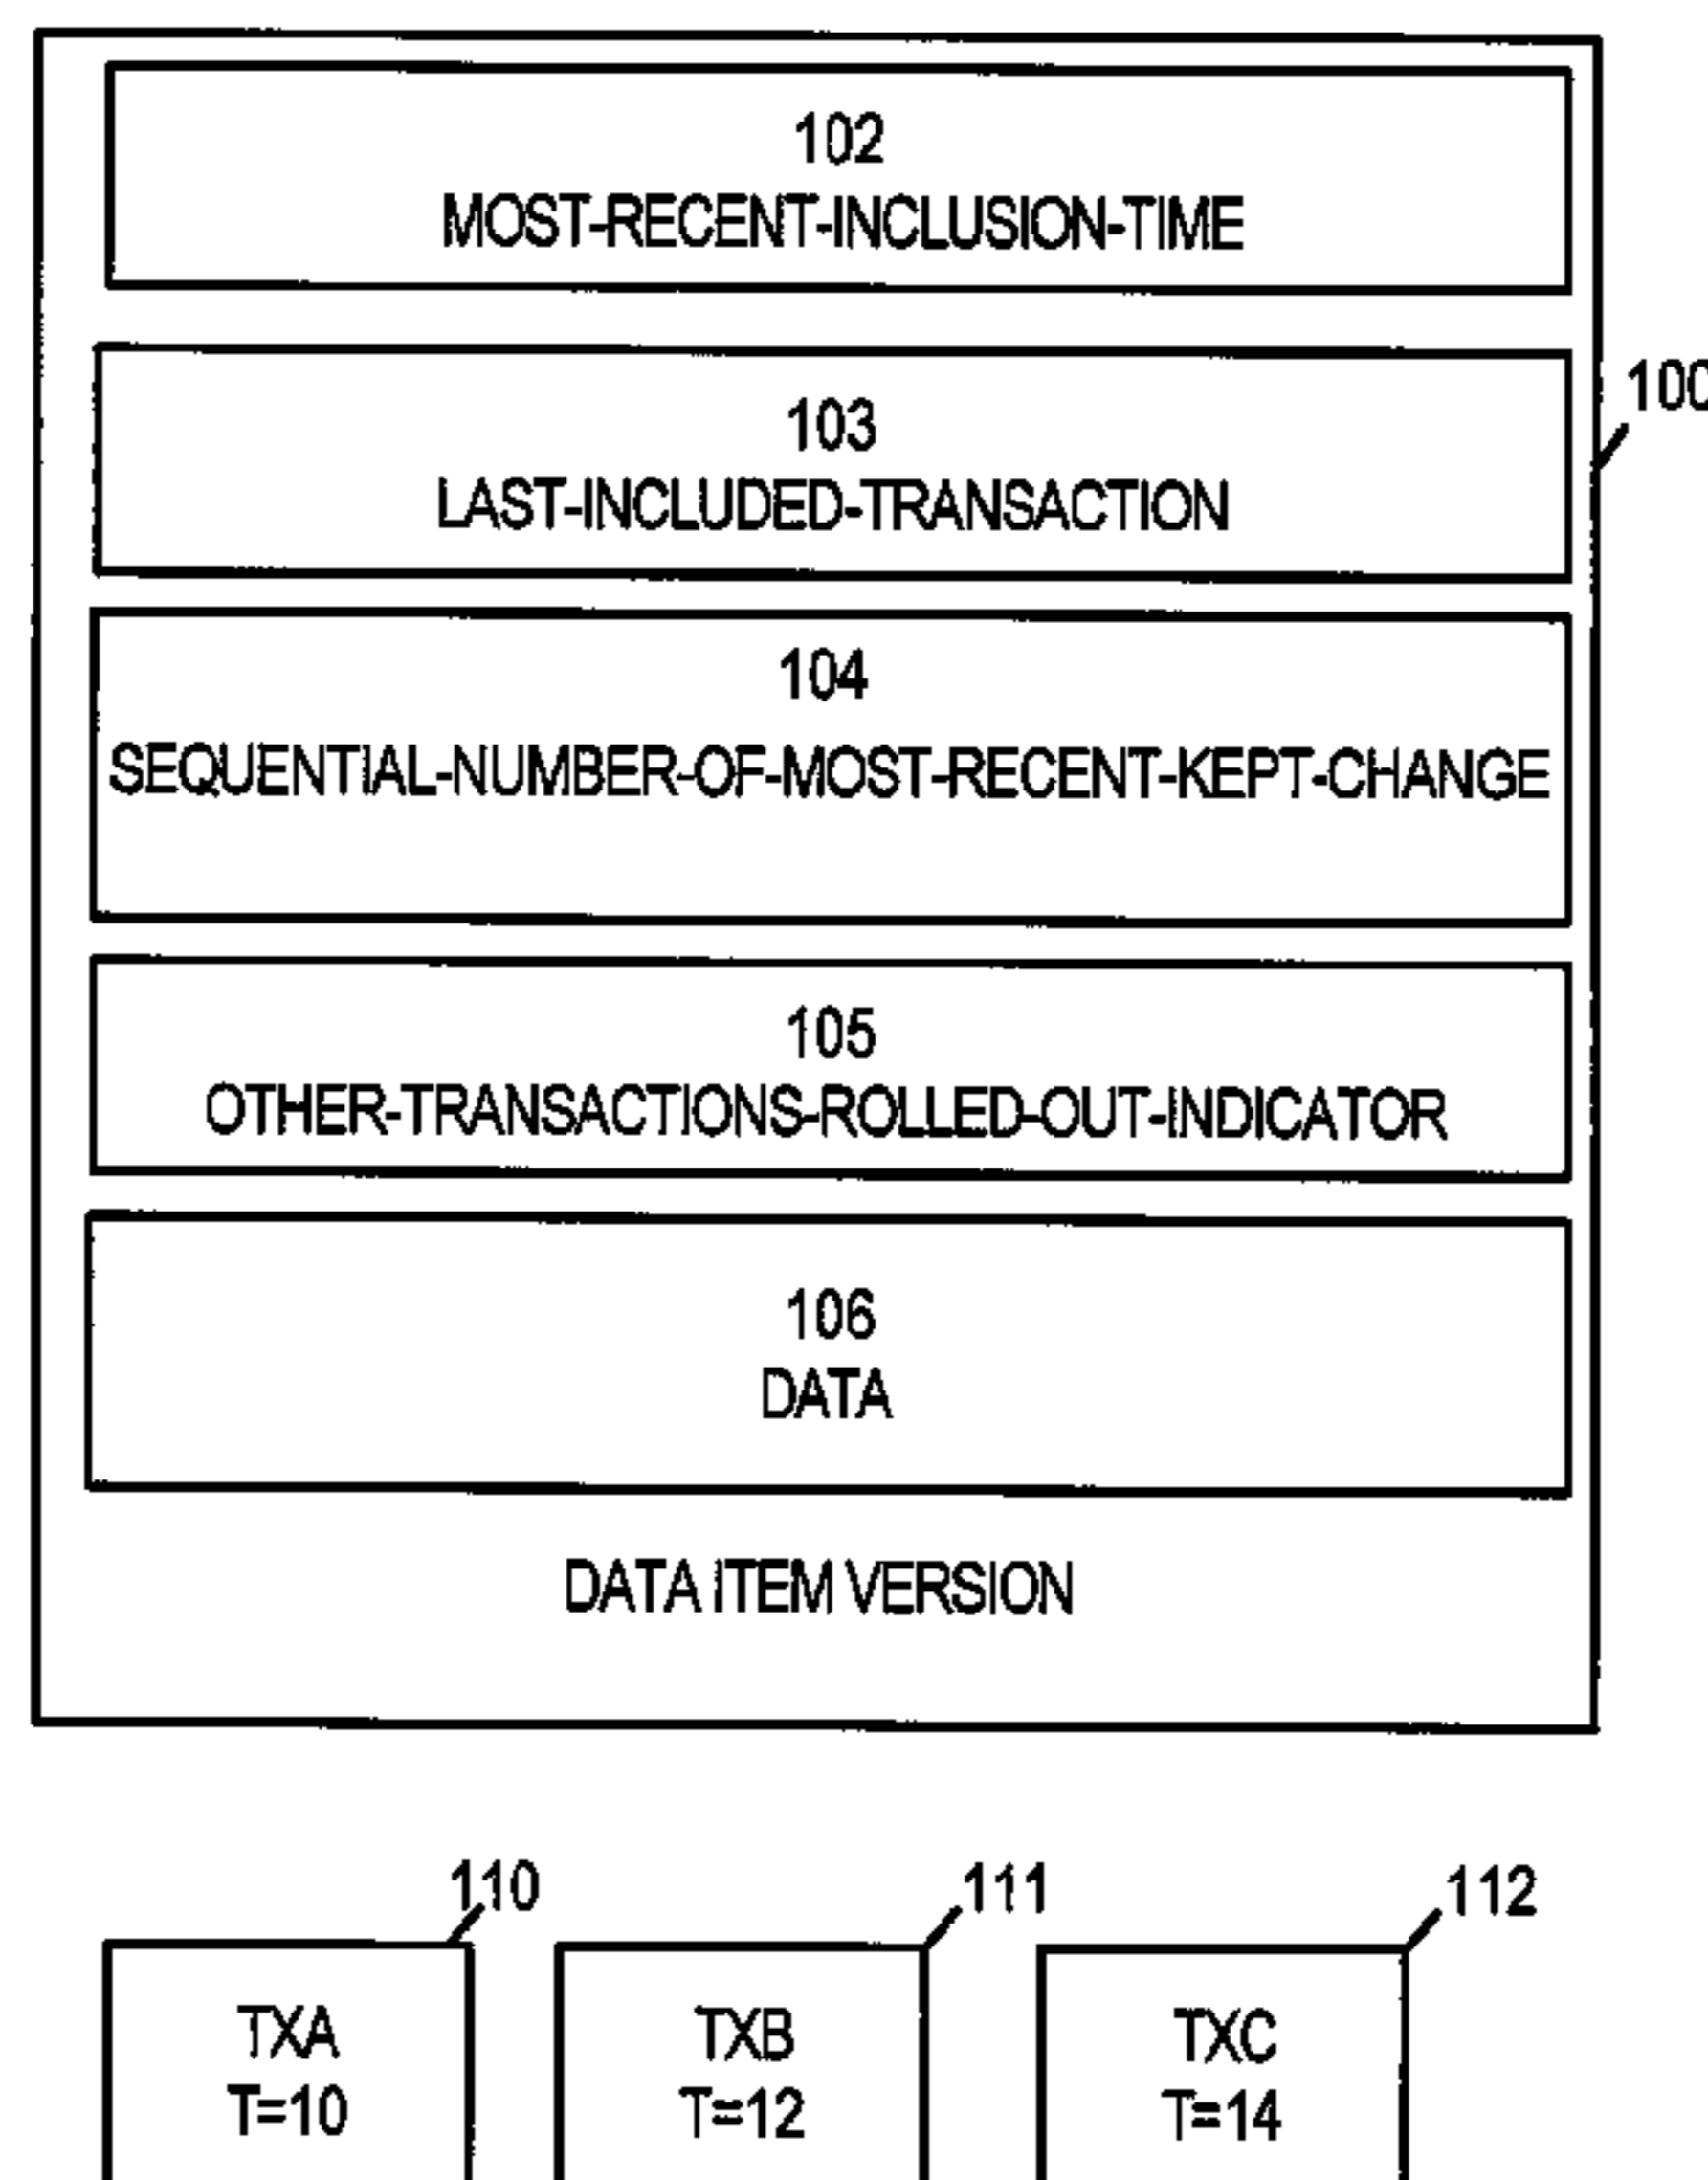 102
MOST-RECENT-INCLUSION-TIME
100
103
LAST-INCLUDED-TRANSACTION
104
SEQUENTIAL-NUMBER-OF-MOST-RECENT-KEPT-CHANGE
105
OTHER-TRANSACTIONS-ROLLED-OUT-INDICATOR
106
DATA
DATA ITEM VERSION
110
111
112
TXA
T=10
TXB
T=12
TXC
T=14